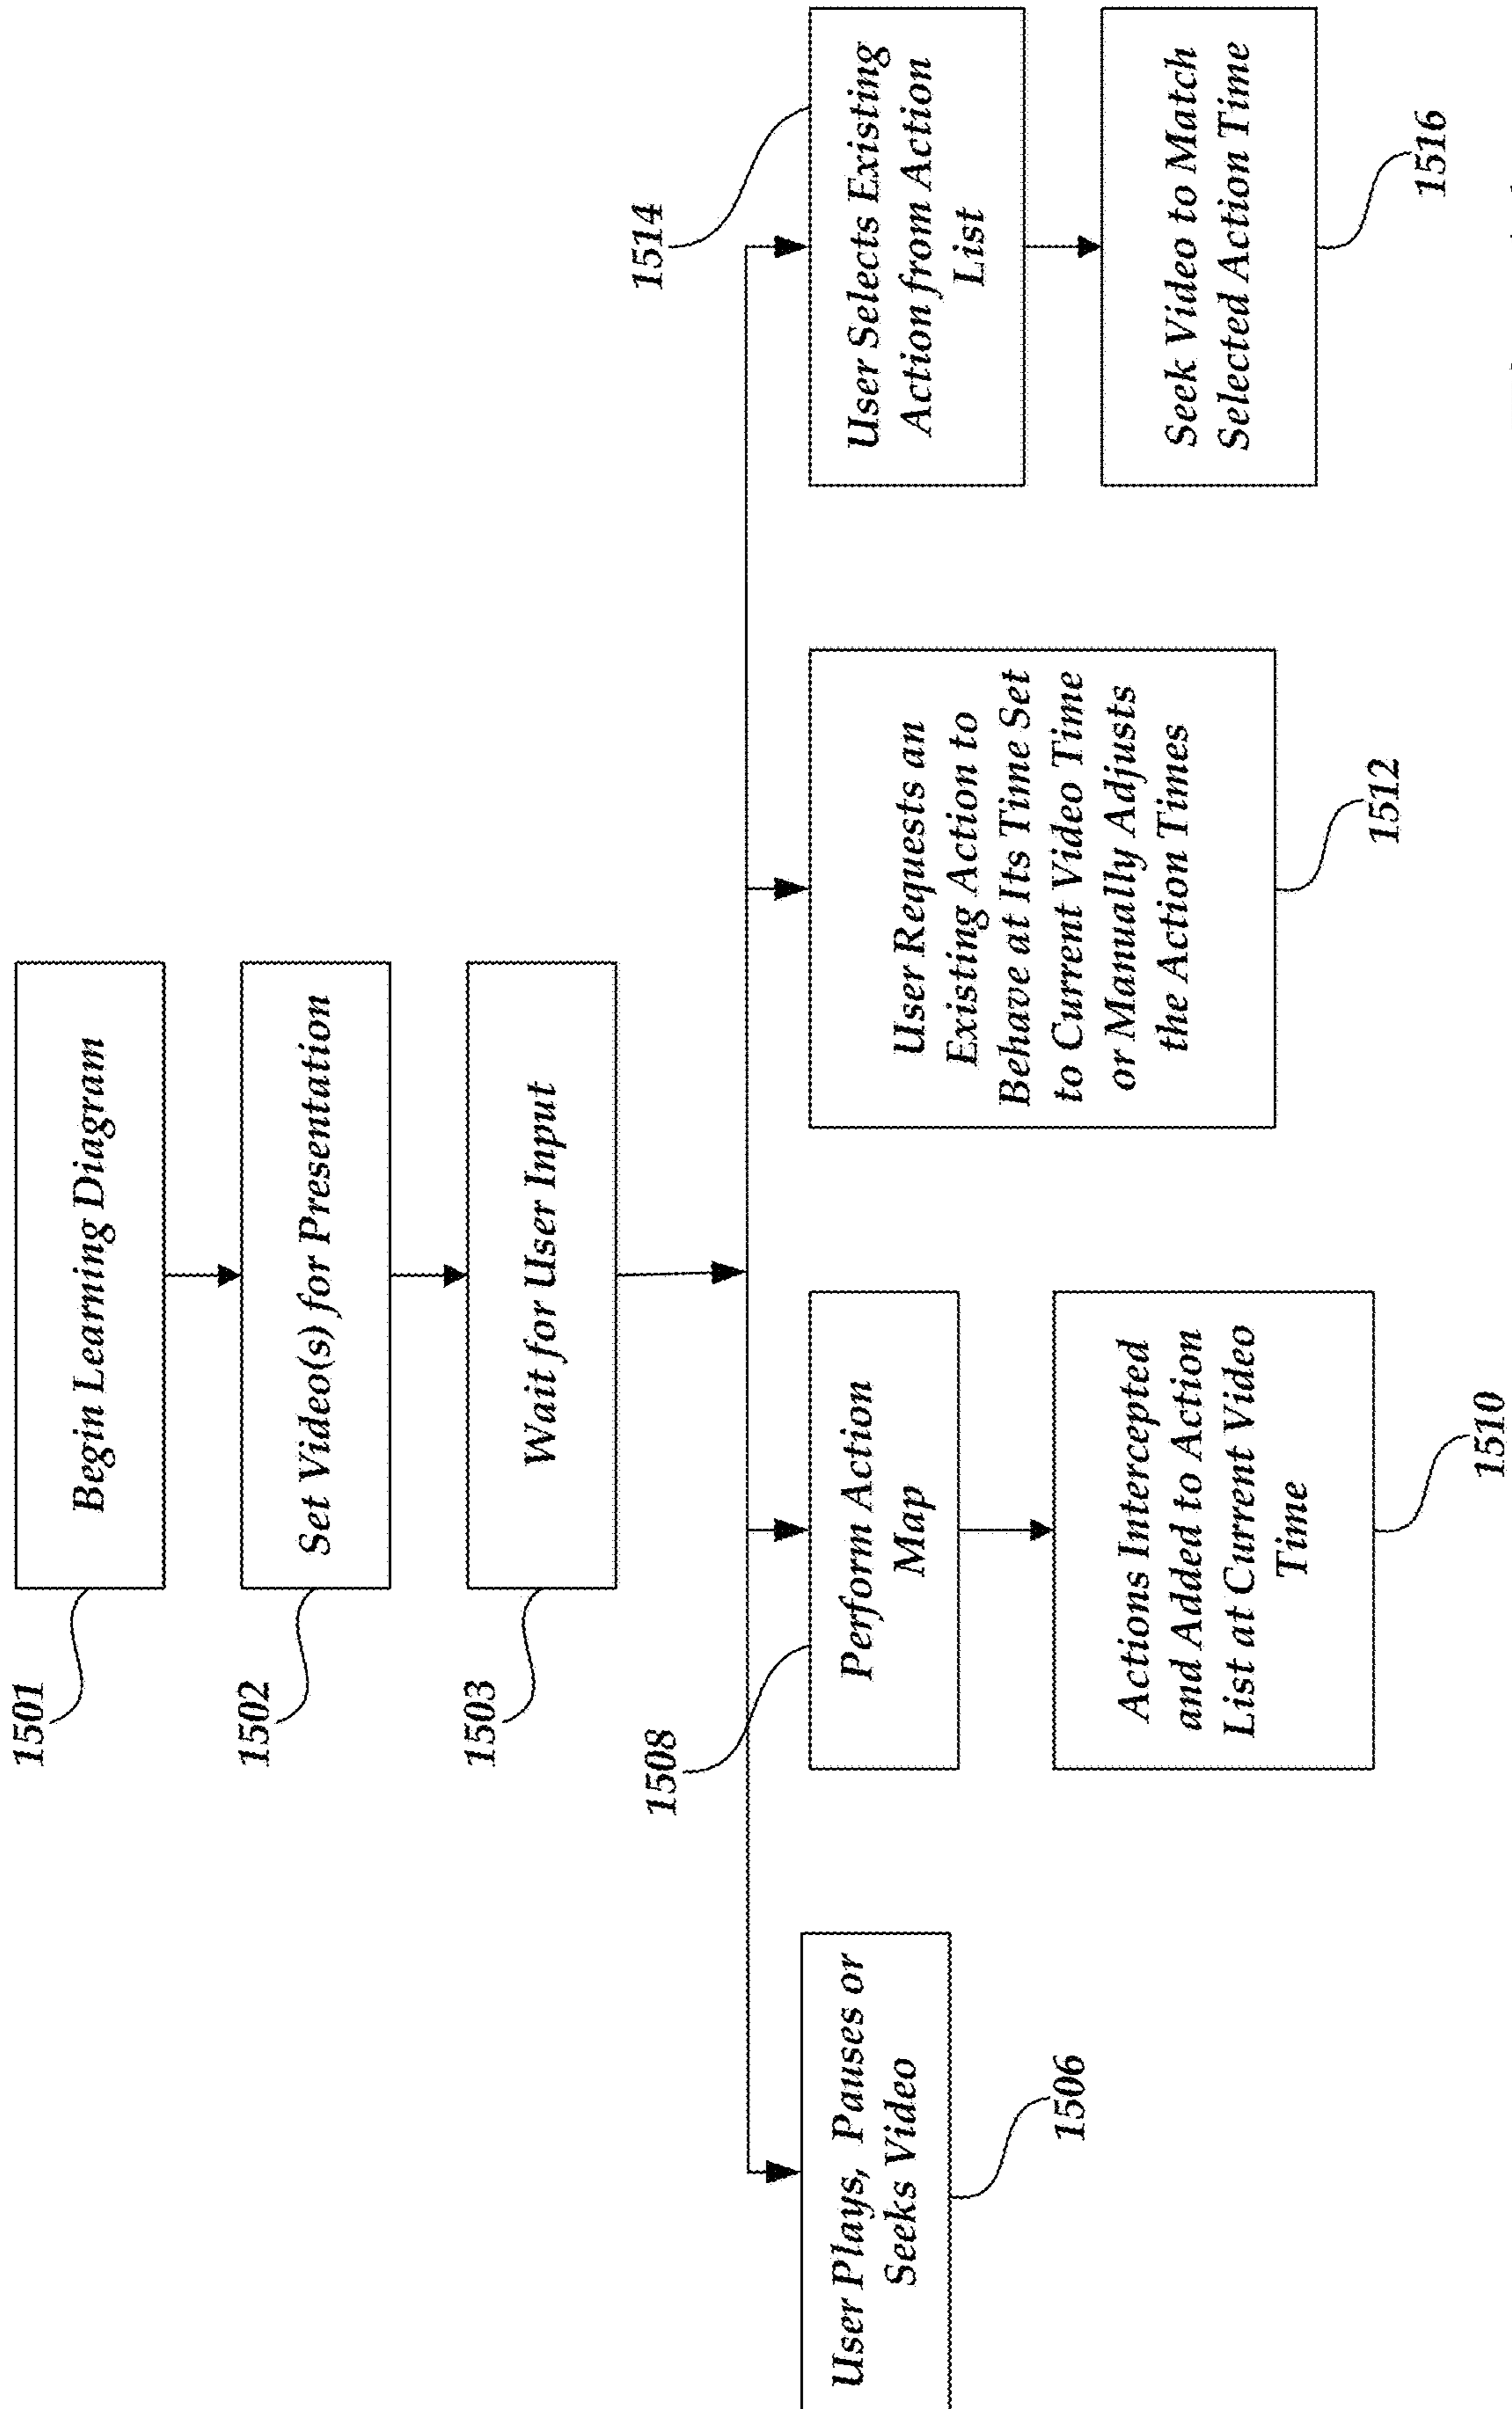 1501
Begin Learning Diagram
1502
Set Video(s) for Presentation
1503
Wait for User Input
User Plays, Pauses or
Seeks Video
1506
1508
Perform Action
Map
Actions Intercepted
and Added to Action
List at Current Video
Time
1510
User Requests an
Existing Action to
Behave at Its Time Set
to Current Video Time
or Manually Adjusts
the Action Times
1512
1514
User Selects Existing
Action from Action
List
Seek Video to Match
Selected Action Time
1516